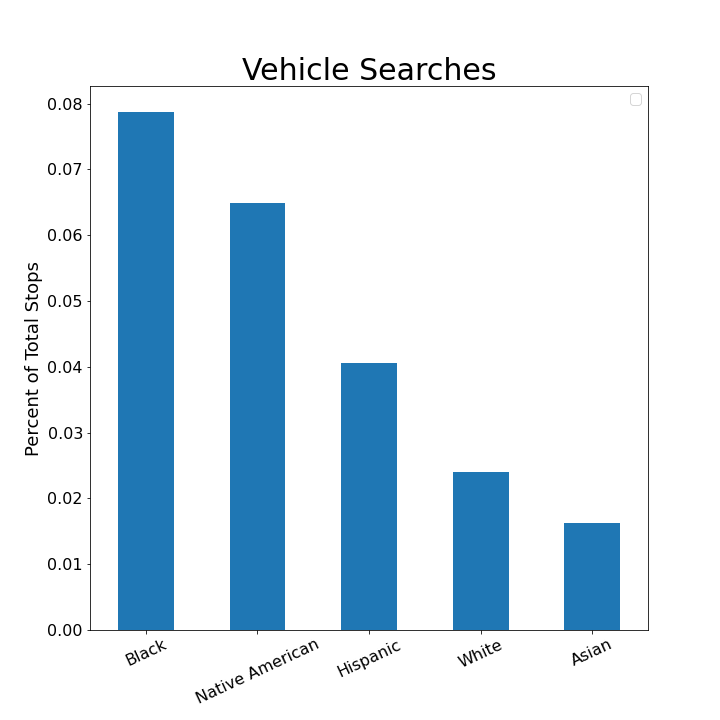 Vehicle Searches
Percent of Total Stops
0.08
0.07
0.06
0.05
0.04
0.03
0.02
0.01
0.00
Black
Native American
Hispanic
White
Asian